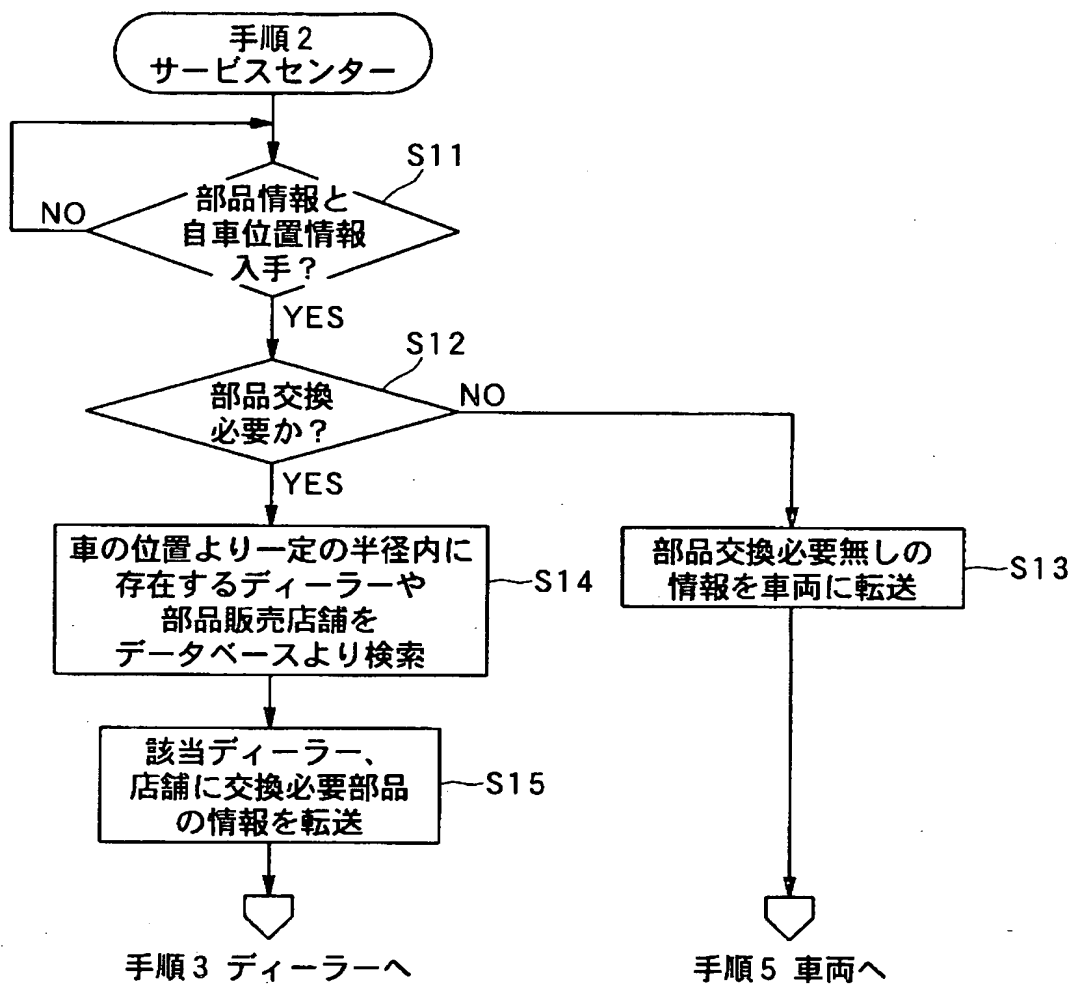 手順2
サービスセンター
S11
部品情報と
自車位置情報
入手？
NO
YES
S12
部品交換
必要か？
NO
YES
車の位置より一定の半径内に
存在するディーラーや
部品販売店舗を
データベースより検索
S14
部品交換必要無しの
情報を車両に転送
S13
該当ディーラー、
店舗に交換必要部品
の情報を転送
S15
手順3 ディーラーへ
手順5 車両へ